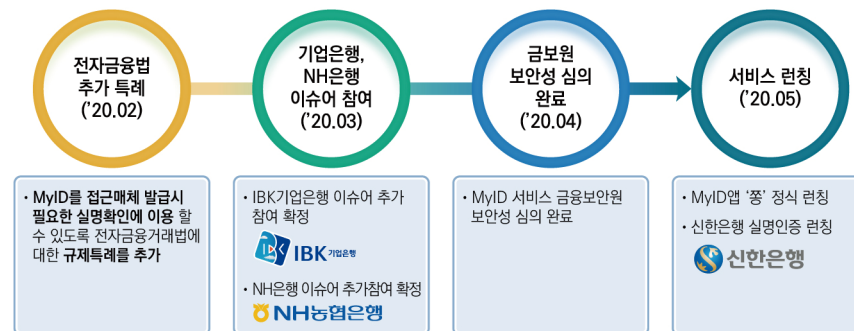 전자금융법
추가 특례
('20.02)
기업은행,
NH은행
이슈어 참여
('20.03)
금보원
보안성 심의
완료
('20.04)
서비스 런칭
('20.05)
· MyID를 접근매체 발급시
필요한 실명확인에 이용 할
수 있도록 전자금융거래법에
대한 규제특례를 추가
· IBK기업은행 이슈어 추가
참여 확정
IBK 기업은행
· NH은행 이슈어 추가참여 확정
NH농협은행
· MyID 서비스 금융보안원
보안성 심의 완료
· MyID앱 '쯩' 정식 런칭
· 신한은행 실명인증 런칭
신한은행